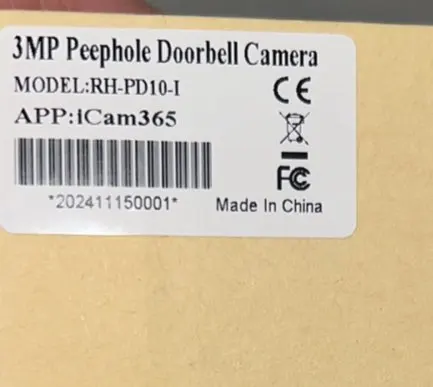 3MP Peephole Doorbell Camera
MODEL:RH-PD10-I
APP:iCam365
CE
FC
*202411150001*
Made In China